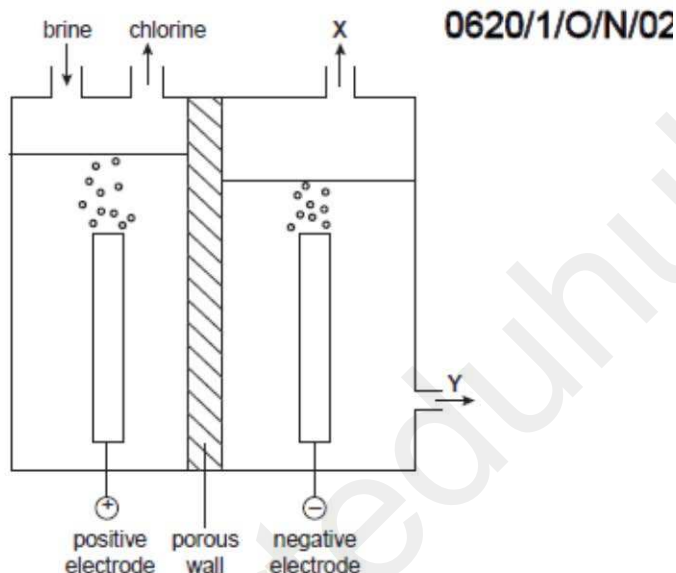 0620/1/O/N/02
brine chlorine X
Y
+ −
positive electrode
porous wall
negative electrode